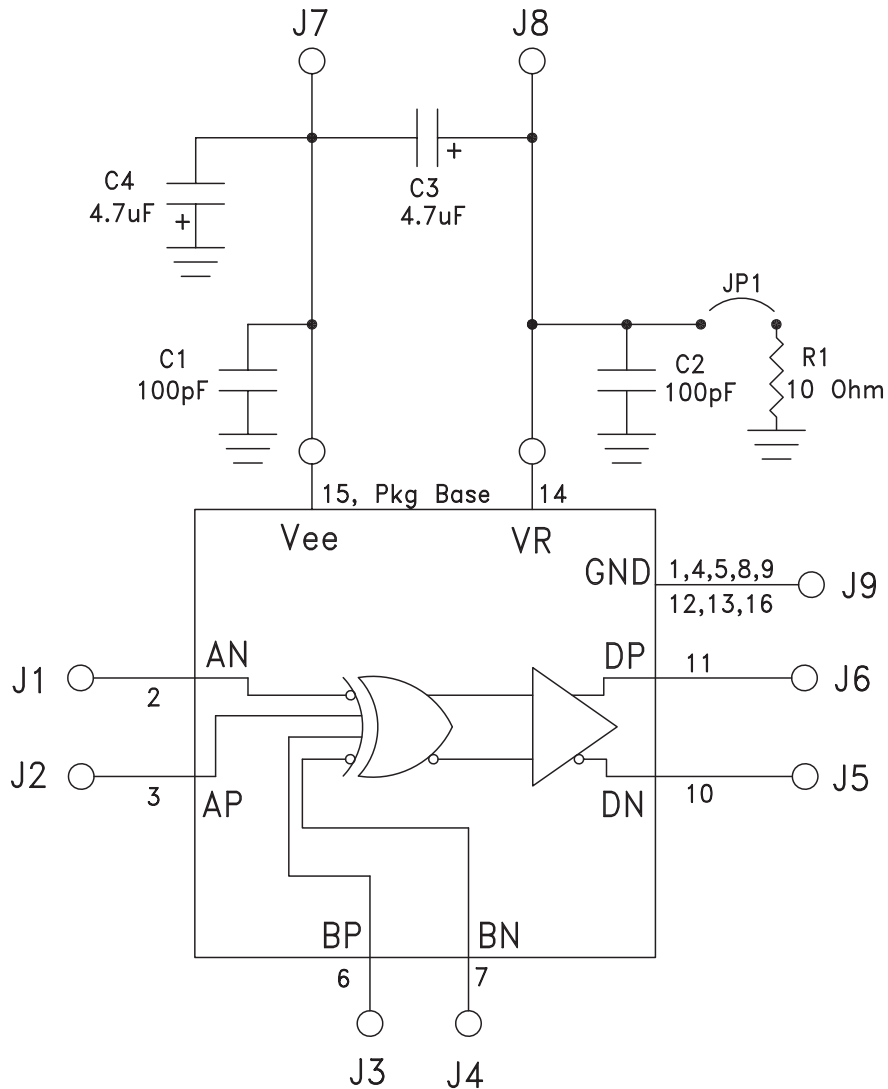 J7
J8
C4
4.7uF
+
+
C3
4.7uF
JP1
C1
100pF
C2
100pF
R1
10 Ohm
15, Pkg Base
14
Vee
VR
GND
1,4,5,8,9
12,13,16
J9
J1
2
AN
DP
11
J6
J2
3
AP
DN
10
J5
BP
BN
6
7
J3
J4